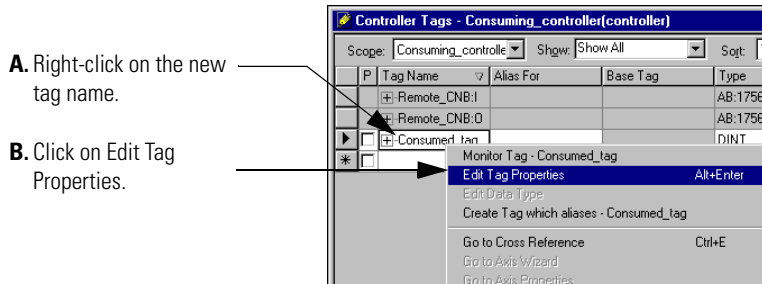 Controller Tags - Consuming_controller(controller)
A. Right-click on the new
tag name.
B. Click on Edit Tag
Properties.
Scope: Consuming_controlle Show: Show All Sort:
P Tag Name Alias For Base Tag Type
Remote_CNB:I AB:1756
Remote_CNB:O AB:1756
Consumed_tag DINT
Monitor Tag - Consumed_tag
Edit Tag Properties Alt+Enter
Edit Data Type
Create Tag which aliases - Consumed_tag
Go to Cross Reference Ctrl+E
Go to Axis Wizard
Go to Axis Properties